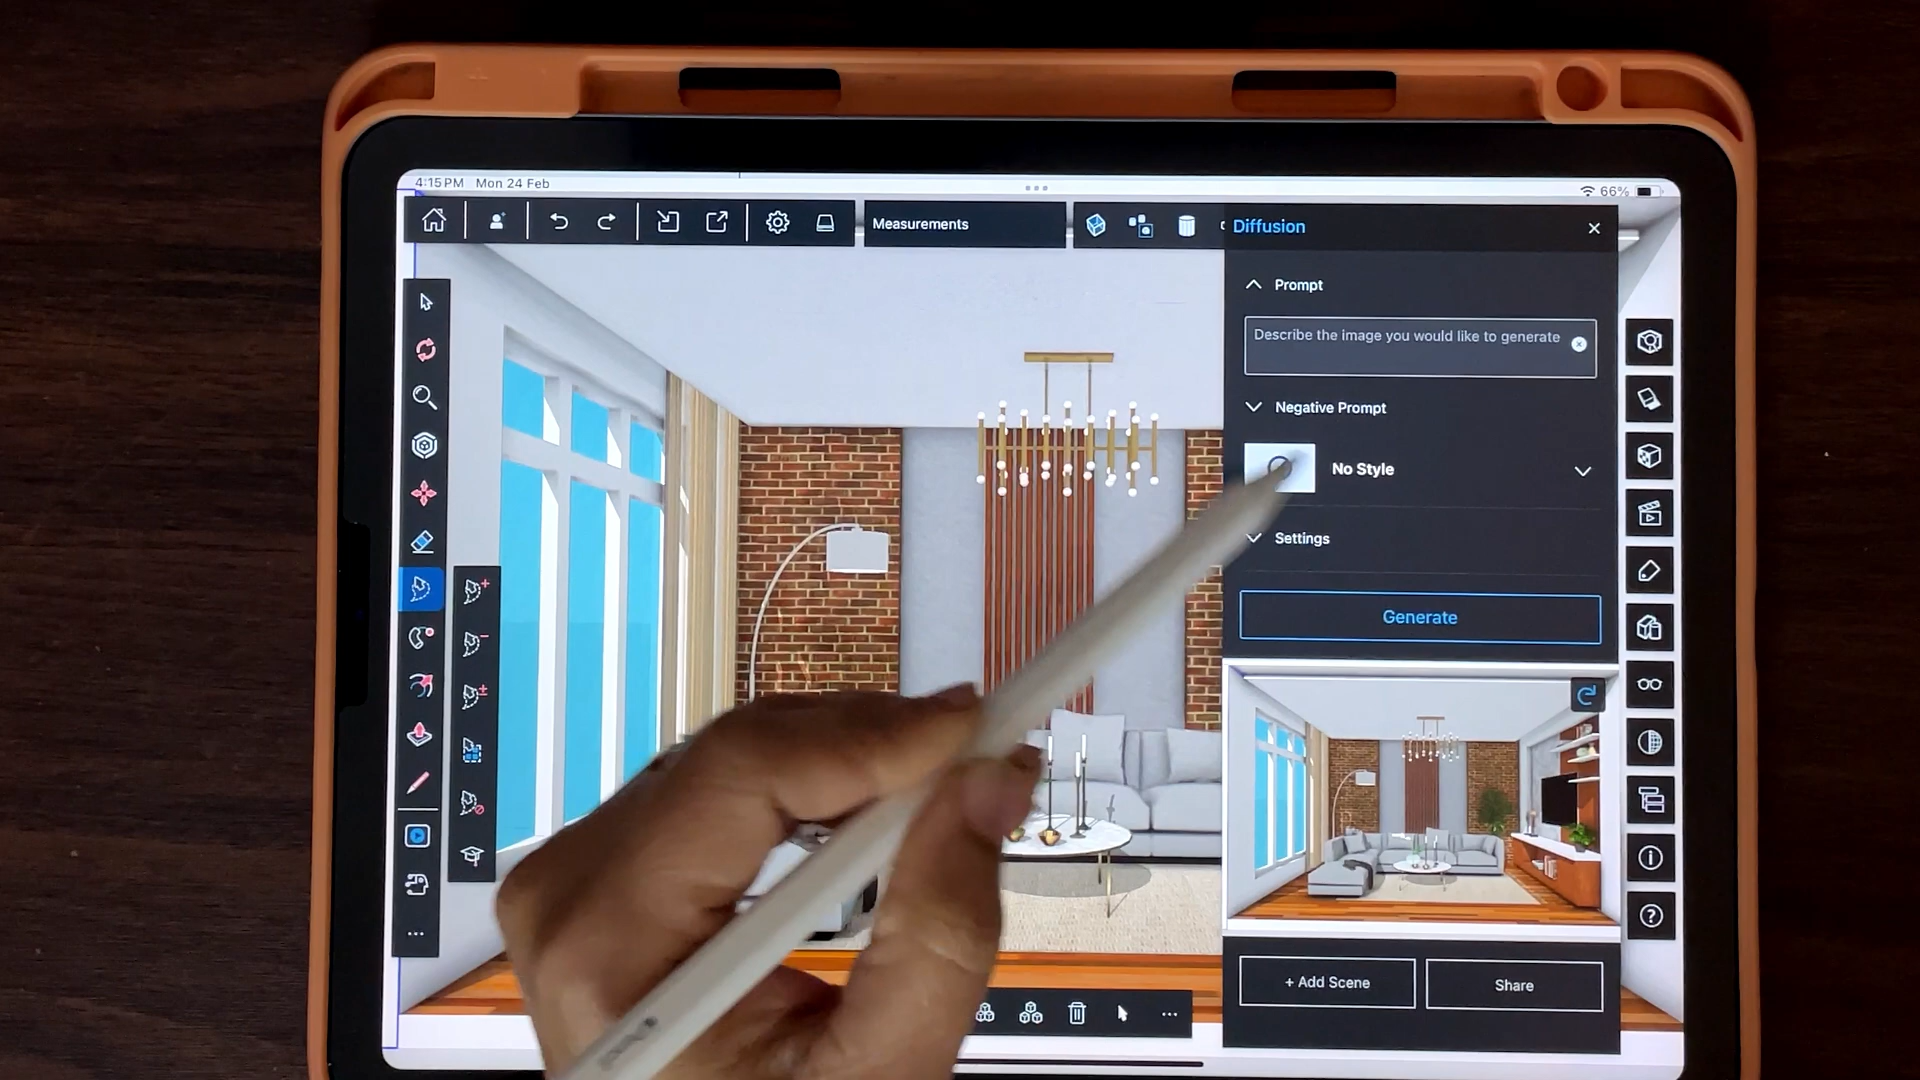 4:15 PM Mon 24 Feb
66%
Measurements
Diffusion
Prompt
Describe the image you would like to generate
Negative Prompt
No Style
Settings
Generate
+ Add Scene
Share